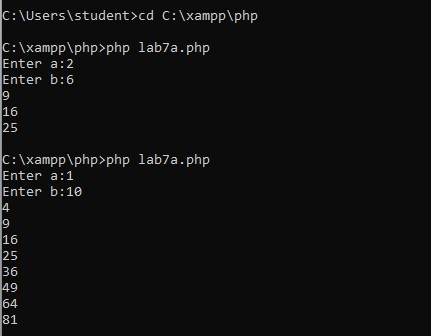 C:\Users\student>cd C:\xampp\php
C:\xampp\php>php lab7a.php
Enter a:2
Enter b:6
9
16
25
C:\xampp\php>php lab7a.php
Enter a:1
Enter b:10
4
9
16
25
36
49
64
81